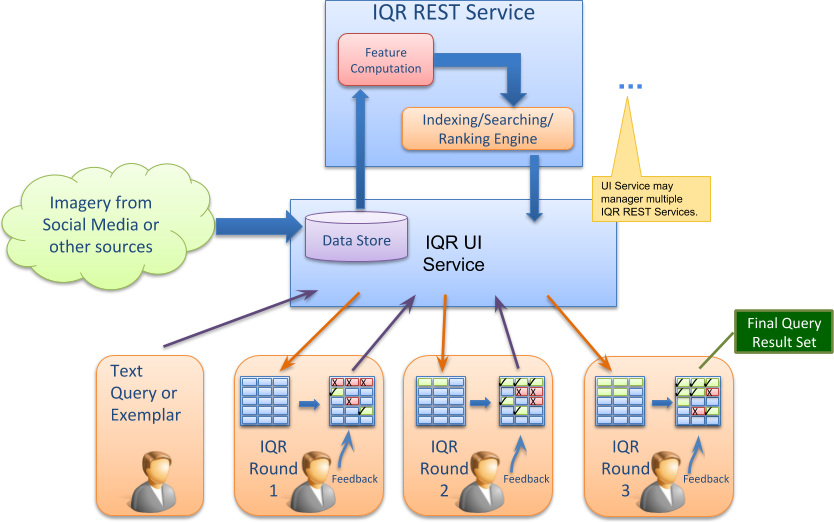 IQR REST Service
Feature
Computation
Indexing/Searching/
Ranking Engine
...
UI Service may
manager multiple
IQR REST Services.
Imagery from
Social Media or
other sources
Data Store
IQR UI
Service
Final Query
Result Set
Text
Query or
Exemplar
IQR
Round
1
Feedback
IQR
Round
2
Feedback
IQR
Round
3
Feedback